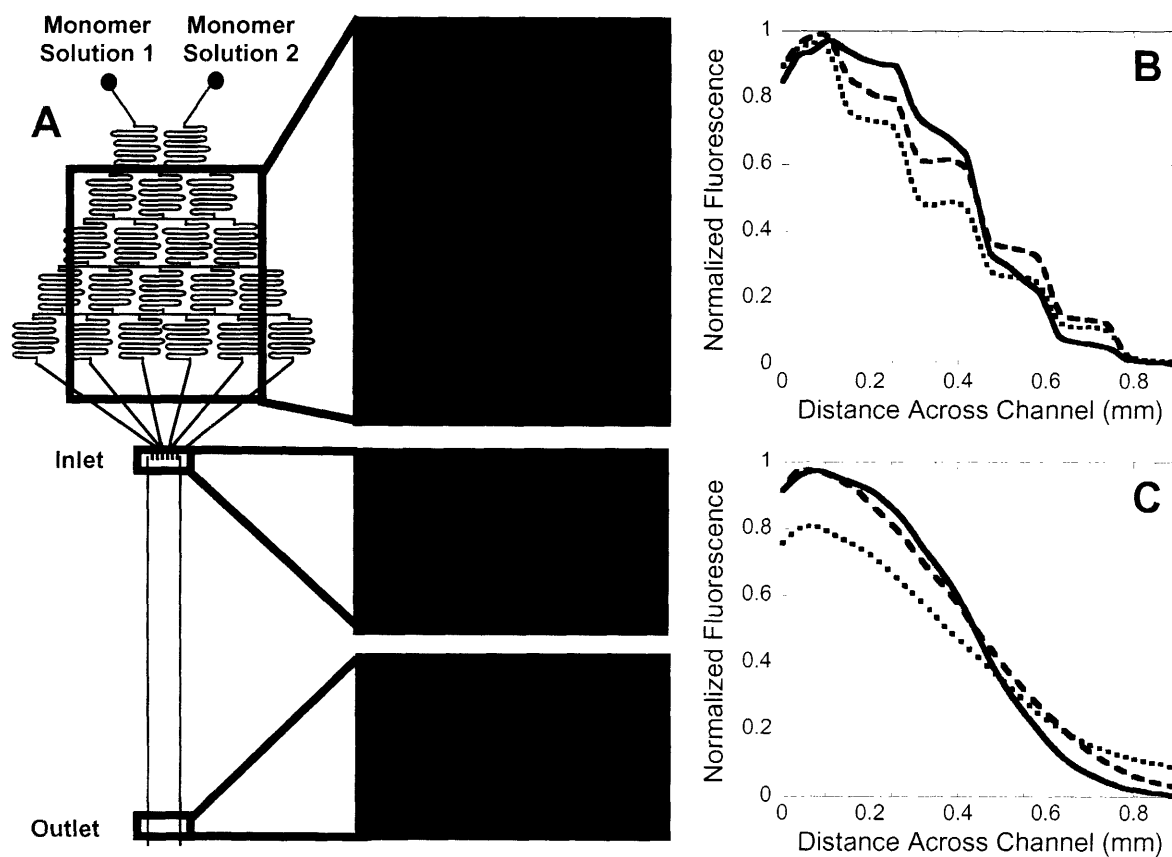 Monomer Solution 1
Monomer Solution 2
A
Inlet
Outlet
B
Normalized Fluorescence
1
0.8
0.6
0.4
0.2
0
0 0.2 0.4 0.6 0.8
Distance Across Channel (mm)
C
Normalized Fluorescence
1
0.8
0.6
0.4
0.2
0
0 0.2 0.4 0.6 0.8
Distance Across Channel (mm)